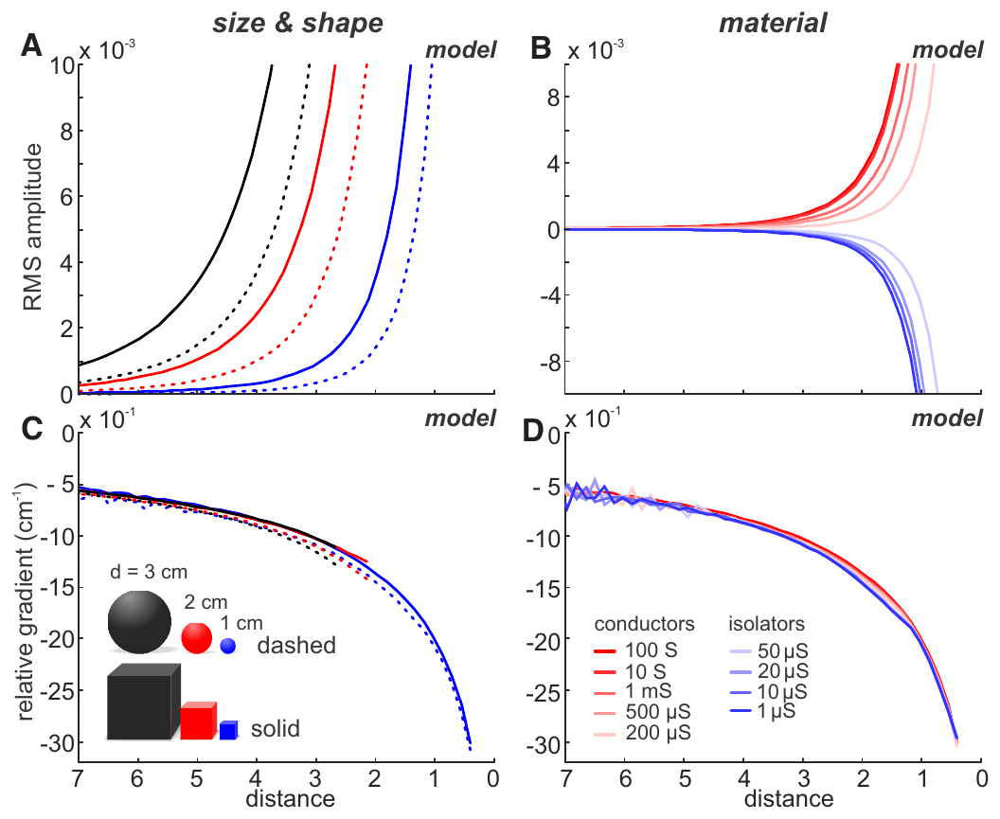 size & shape
material
A
x 10-3
model
RMS amplitude
10
8
6
4
2
0
B
x 10-3
model
8
4
0
-4
-8
C
x 10-1
model
relative gradient (cm-1)
0
- 5
-10
-15
-20
-25
-30
d = 3 cm
2 cm
1 cm
dashed
solid
7 6 5 4 3 2 1 0
distance
D
x 10-1
model
0
- 5
-10
-15
-20
-25
-30
conductors
100 S
10 S
1 mS
500 µS
200 µS
isolators
50 µS
20 µS
10 µS
1 µS
7 6 5 4 3 2 1 0
distance